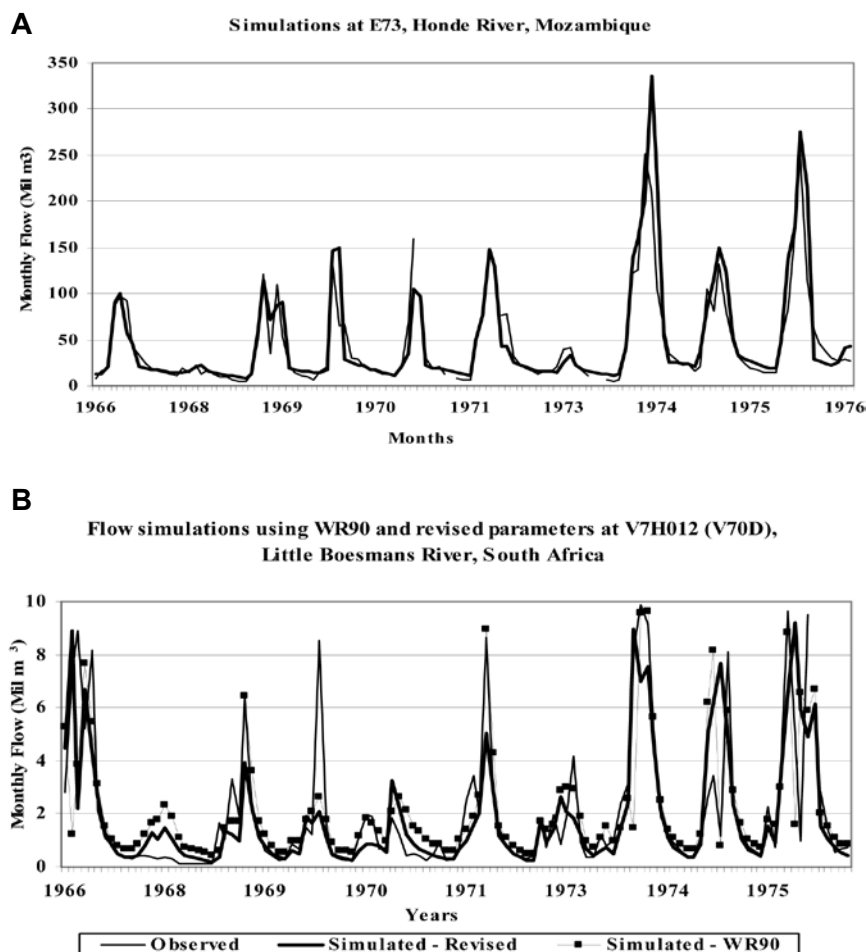 A
Simulations at E73, Honde River, Mozambique
350
300
250
200
150
100
50
0
Monthly Flow (Mil m3)
1966 1968 1969 1970 1971 1973 1974 1975 1976
Months
B
Flow simulations using WR90 and revised parameters at V7H012 (V70D),
Little Boesmans River, South Africa
10
8
6
4
2
0
Monthly Flow (Mil m³)
1966 1968 1969 1970 1971 1973 1974 1975
Years
Observed Simulated - Revised Simulated - WR90